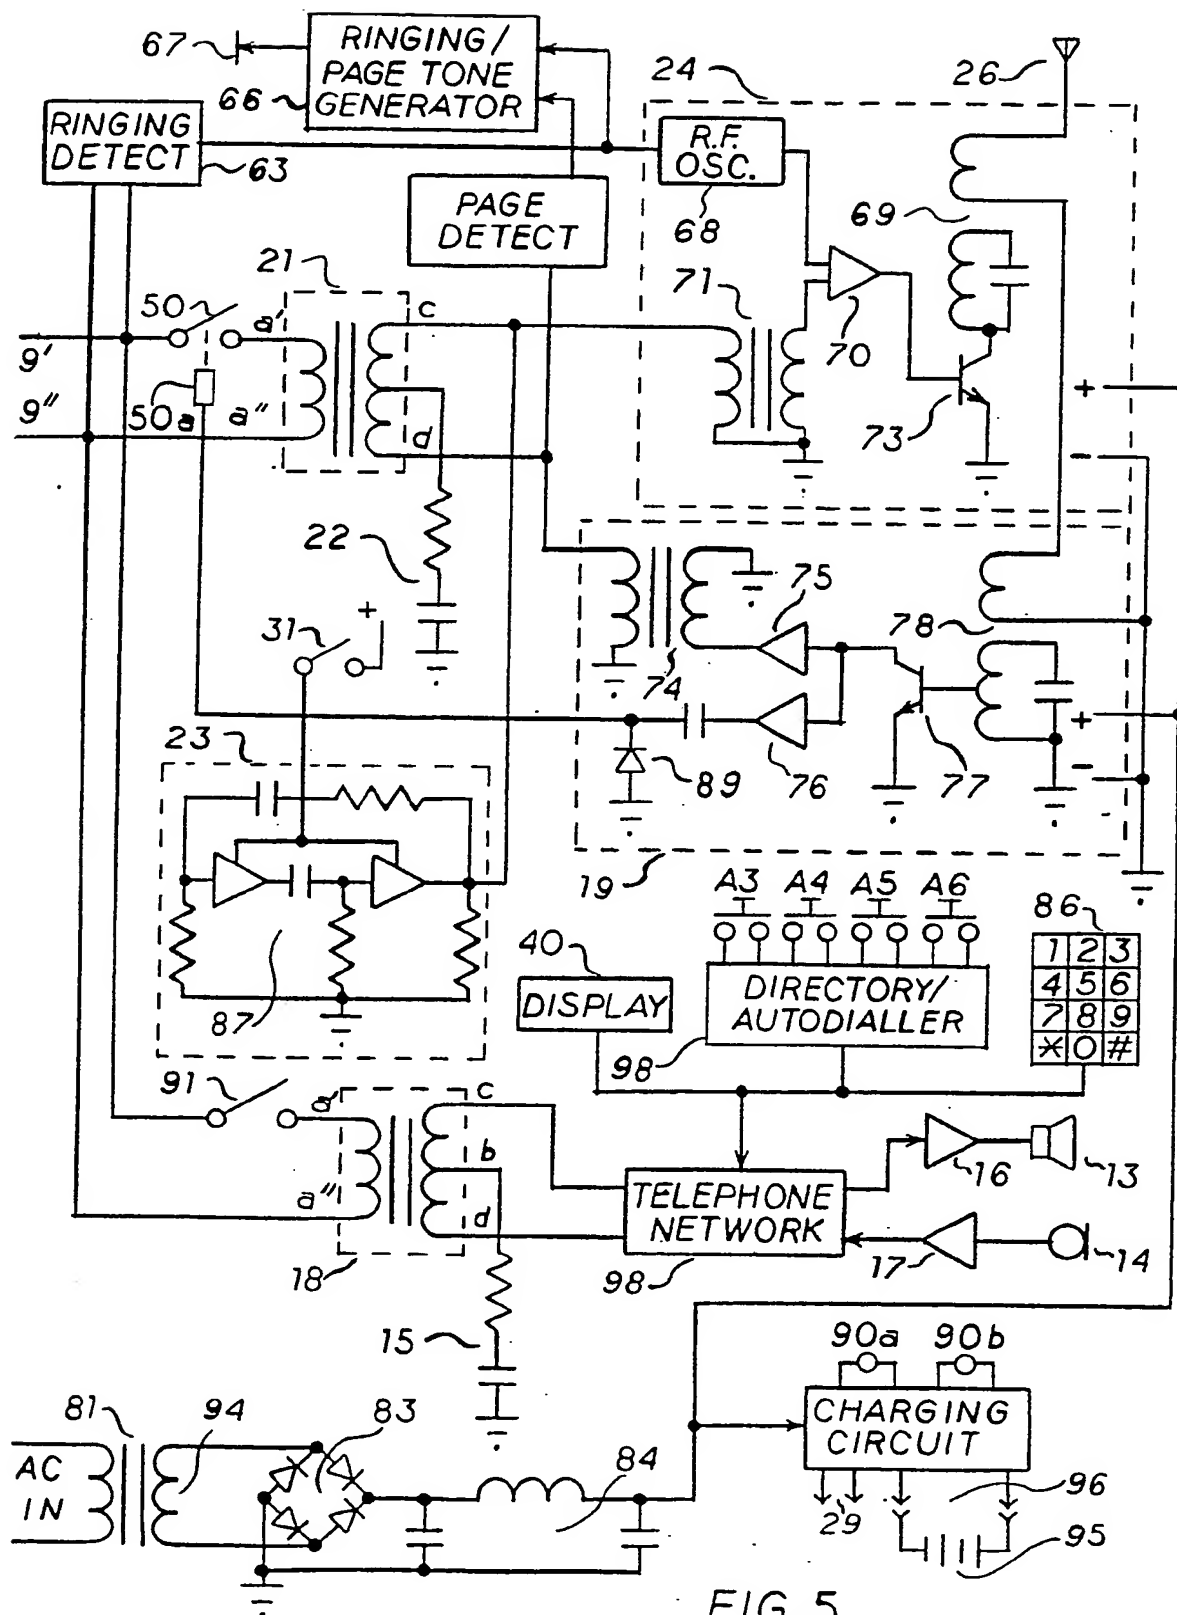 67
RINGING/
PAGE TONE
GENERATOR
66
24
26
RINGING
DETECT
63
R.F.
OSC.
68
PAGE
DETECT
69
21
71
50
a'
c
9'
70
9"
50a
a"
d
73
+
-
22
75
31
+
78
74
23
89
76
77
+
-
19
A3 A4 A5 A6
86
40
1 2 3
DISPLAY
DIRECTORY/
AUTODIALLER
4 5 6
7 8 9
* 0 #
87
98
91
a'
c
b
16
13
a"
d
TELEPHONE
NETWORK
17
14
18
98
15
90a 90b
81
94
83
CHARGING
CIRCUIT
AC
IN
84
96
29
95
FIG. 5